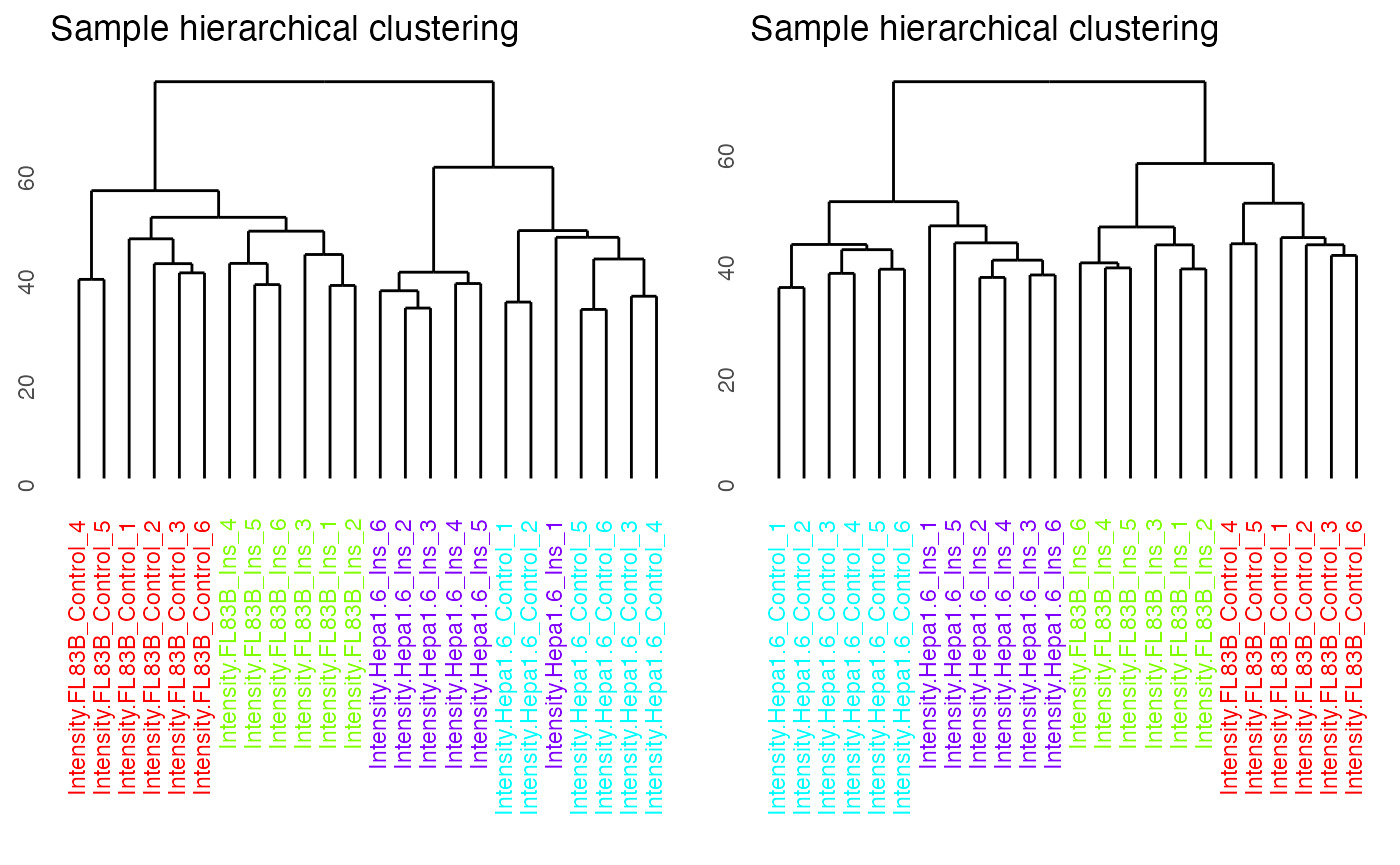 Sample hierarchical clustering
60
40
20
0
Intensity.FL83B_Control_4
Intensity.FL83B_Control_5
Intensity.FL83B_Control_1
Intensity.FL83B_Control_2
Intensity.FL83B_Control_3
Intensity.FL83B_Control_6
Intensity.FL83B_Ins_4
Intensity.FL83B_Ins_5
Intensity.FL83B_Ins_6
Intensity.FL83B_Ins_3
Intensity.FL83B_Ins_1
Intensity.FL83B_Ins_2
Intensity.Hepa1.6_Ins_6
Intensity.Hepa1.6_Ins_2
Intensity.Hepa1.6_Ins_3
Intensity.Hepa1.6_Ins_4
Intensity.Hepa1.6_Ins_5
Intensity.Hepa1.6_Control_1
Intensity.Hepa1.6_Control_2
Intensity.Hepa1.6_Ins_1
Intensity.Hepa1.6_Control_5
Intensity.Hepa1.6_Control_6
Intensity.Hepa1.6_Control_3
Intensity.Hepa1.6_Control_4
Sample hierarchical clustering
60
40
20
0
Intensity.Hepa1.6_Control_1
Intensity.Hepa1.6_Control_2
Intensity.Hepa1.6_Control_3
Intensity.Hepa1.6_Control_4
Intensity.Hepa1.6_Control_5
Intensity.Hepa1.6_Control_6
Intensity.Hepa1.6_Ins_1
Intensity.Hepa1.6_Ins_5
Intensity.Hepa1.6_Ins_2
Intensity.Hepa1.6_Ins_4
Intensity.Hepa1.6_Ins_3
Intensity.Hepa1.6_Ins_6
Intensity.FL83B_Ins_6
Intensity.FL83B_Ins_4
Intensity.FL83B_Ins_5
Intensity.FL83B_Ins_3
Intensity.FL83B_Ins_1
Intensity.FL83B_Ins_2
Intensity.FL83B_Control_4
Intensity.FL83B_Control_5
Intensity.FL83B_Control_1
Intensity.FL83B_Control_2
Intensity.FL83B_Control_3
Intensity.FL83B_Control_6